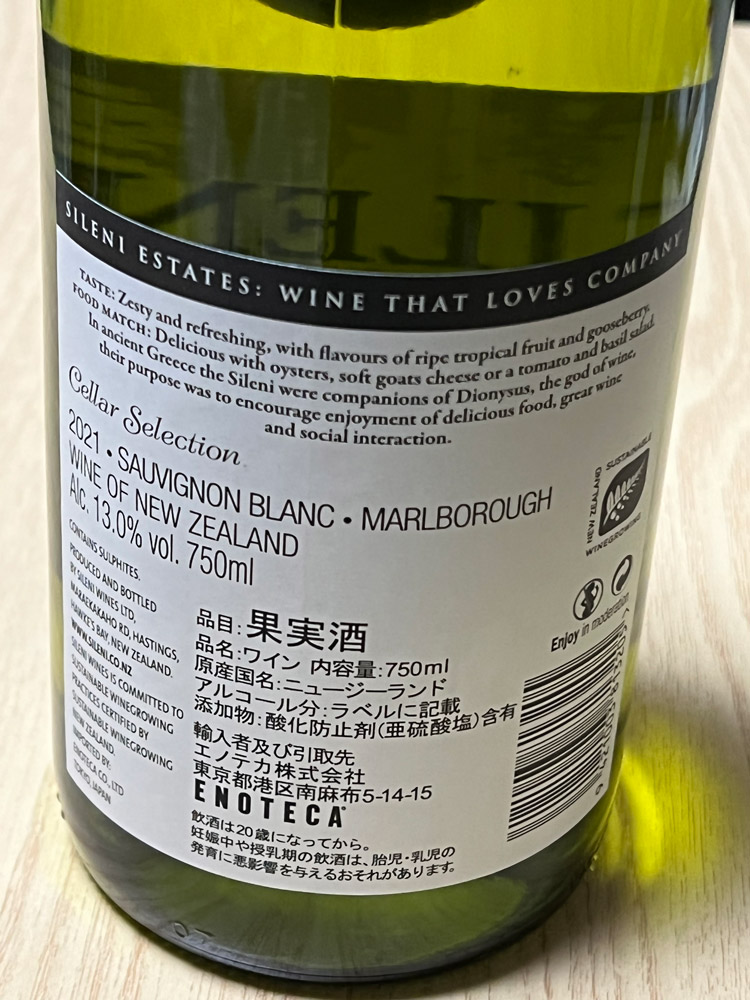 SILENI ESTATES: WINE THAT LOVES COMPANY
TASTE: Zesty and refreshing, with flavours of ripe tropical fruit and gooseberry.
FOOD MATCH: Delicious with oysters, soft goats cheese or a tomato and basil salad.
In ancient Greece the Sileni were companions of Dionysus, the god of wine,
their purpose was to encourage enjoyment of delicious food, great wine
and social interaction.
Cellar Selection
2021 • SAUVIGNON BLANC • MARLBOROUGH
WINE OF NEW ZEALAND
Alc. 13.0% vol. 750ml
CONTAINS SULPHITES.
PRODUCED AND BOTTLED
BY SILENI WINES LTD,
MARAEKAKAHO RD, HASTINGS,
HAWKE'S BAY, NEW ZEALAND.
WWW.SILENI.CO.NZ
SILENI WINES IS COMMITTED TO
SUSTAINABLE WINEGROWING
PRACTICES CERTIFIED BY
SUSTAINABLE WINEGROWING
NEW ZEALAND.
IMPORTED BY:
ENOTECA CO., LTD
TOKYO, JAPAN
NEW ZEALAND
SUSTAINABLE
WINEGROWING
Enjoy in moderation
品目:果実酒
品名:ワイン 内容量:750ml
原産国名:ニュージーランド
アルコール分:ラベルに記載
添加物:酸化防止剤(亜硫酸塩)含有
輸入者及び引取先
エノテカ株式会社
東京都港区南麻布5-14-15
ENOTECA
飲酒は20歳になってから。
妊娠中や授乳期の飲酒は、胎児・乳児の
発育に悪影響を与えるおそれがあります。